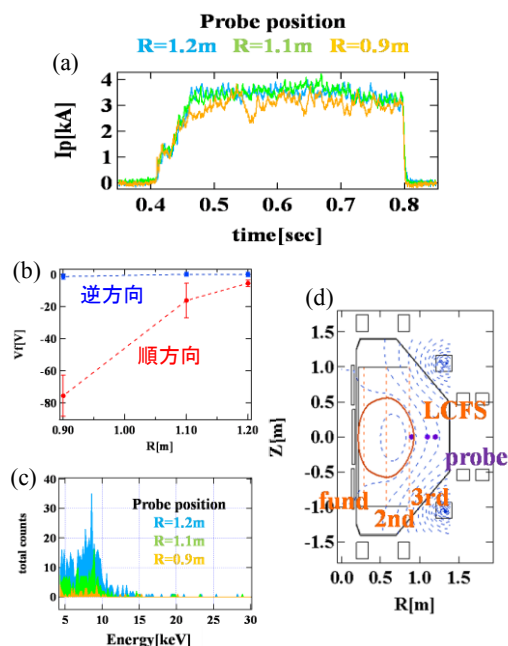 Probe position
R=1.2m R=1.1m R=0.9m
(a)
Ip[kA]
4
3
2
1
0
0.4 0.5 0.6 0.7 0.8
time[sec]
(b)
Vf[V]
0
-20
-40
-60
-80
逆方向
順方向
0.90 1.00 1.10 1.20
R[m]
(c)
total counts
40
30
20
10
0
Probe position
R=1.2m
R=1.1m
R=0.9m
5 10 15 20 25 30
Energy[keV]
(d)
Z[m]
1.5
1.0
0.5
0.0
-0.5
-1.0
-1.5
LCFS
probe
fund
2nd
3rd
0.0 0.5 1.0 1.5
R[m]